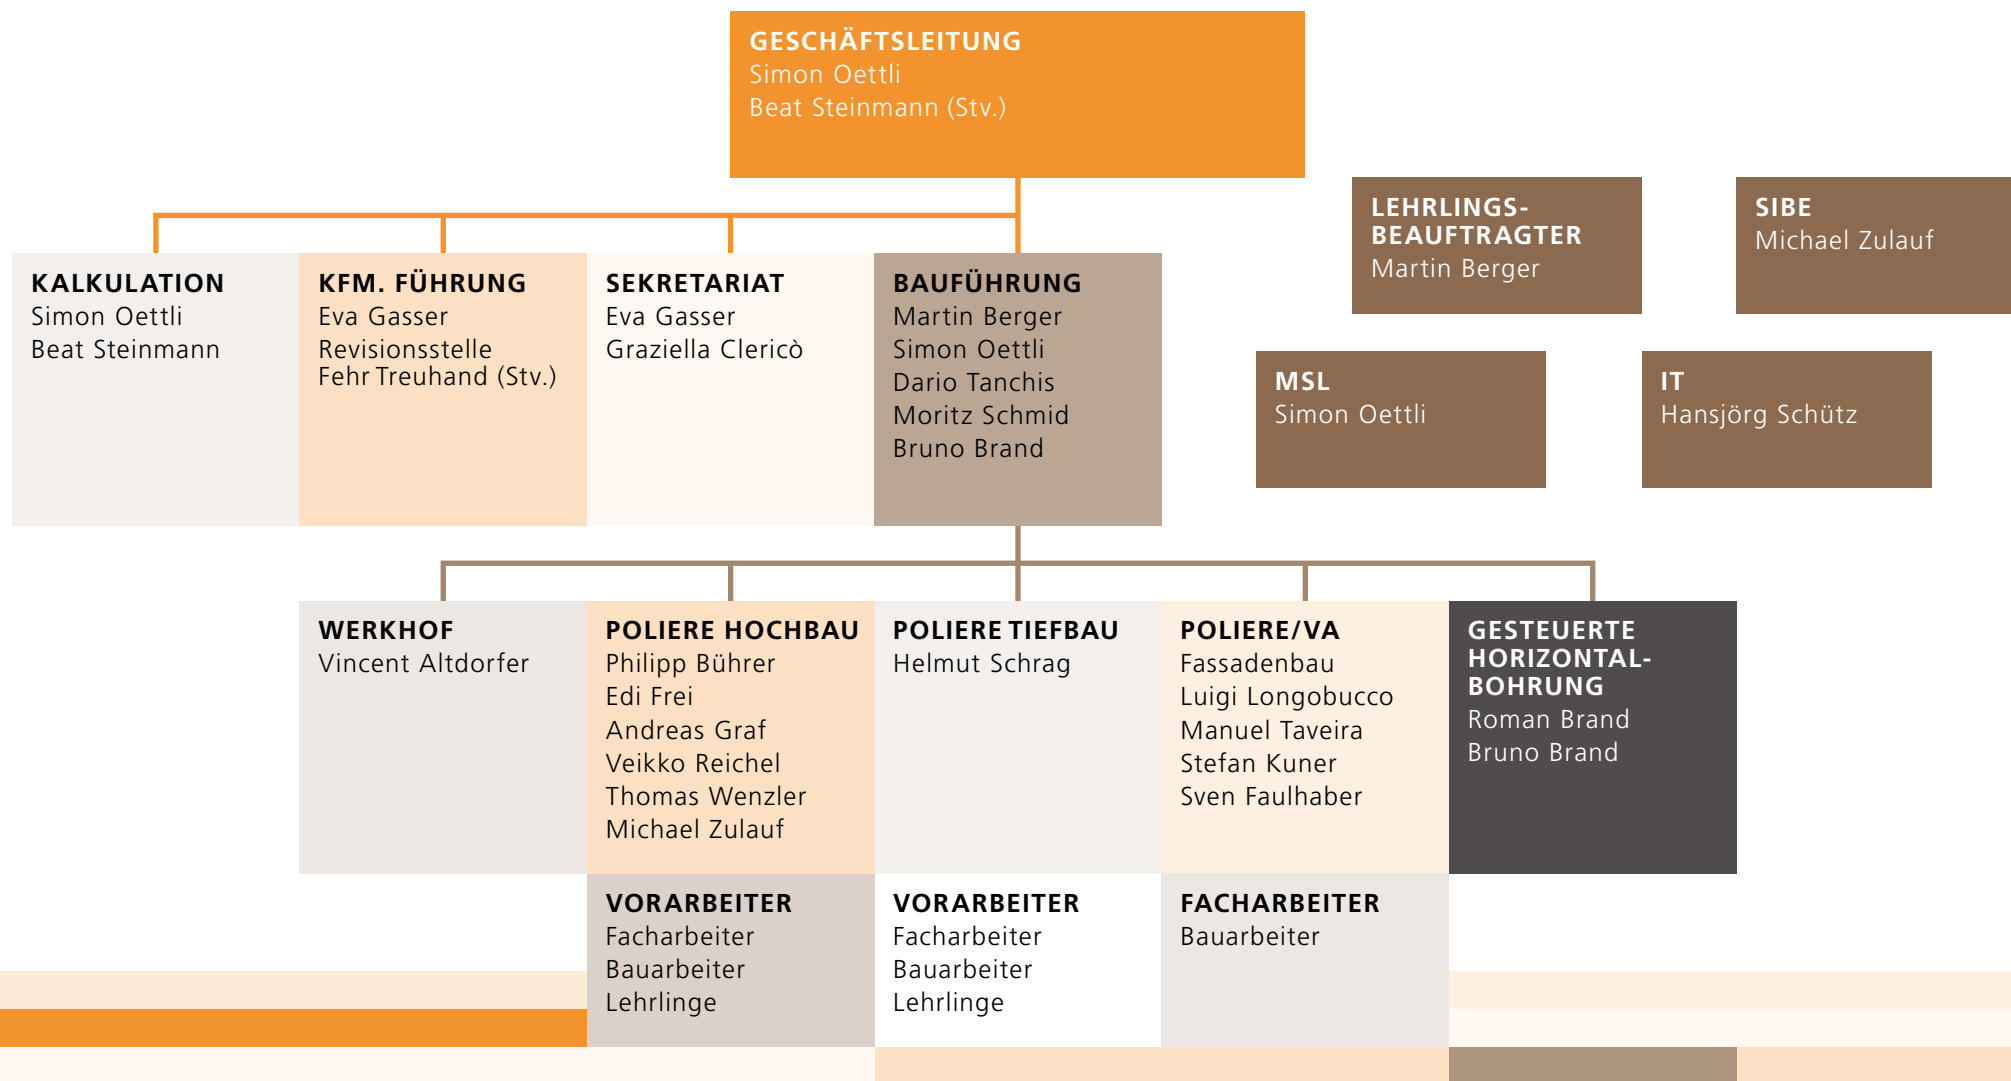 GESCHÄFTSLEITUNG
Simon Oettli
Beat Steinmann (Stv.)
LEHRLINGS-
BEAUFTRAGTER
Martin Berger
SIBE
Michael Zulauf
KALKULATION
Simon Oettli
Beat Steinmann
KFM. FÜHRUNG
Eva Gasser
Revisionsstelle
Fehr Treuhand (Stv.)
SEKRETARIAT
Eva Gasser
Graziella Clericò
BAUFÜHRUNG
Martin Berger
Simon Oettli
Dario Tanchis
Moritz Schmid
Bruno Brand
MSL
Simon Oettli
IT
Hansjörg Schütz
WERKHOF
Vincent Altdorfer
POLIERE HOCHBAU
Philipp Bührer
Edi Frei
Andreas Graf
Veikko Reichel
Thomas Wenzler
Michael Zulauf
POLIERE TIEFBAU
Helmut Schrag
POLIERE/VA
Fassadenbau
Luigi Longobucco
Manuel Taveira
Stefan Kuner
Sven Faulhaber
GESTEUERTE
HORIZONTAL-
BOHRUNG
Roman Brand
Bruno Brand
VORARBEITER
Facharbeiter
Bauarbeiter
Lehrlinge
VORARBEITER
Facharbeiter
Bauarbeiter
Lehrlinge
FACHARBEITER
Bauarbeiter